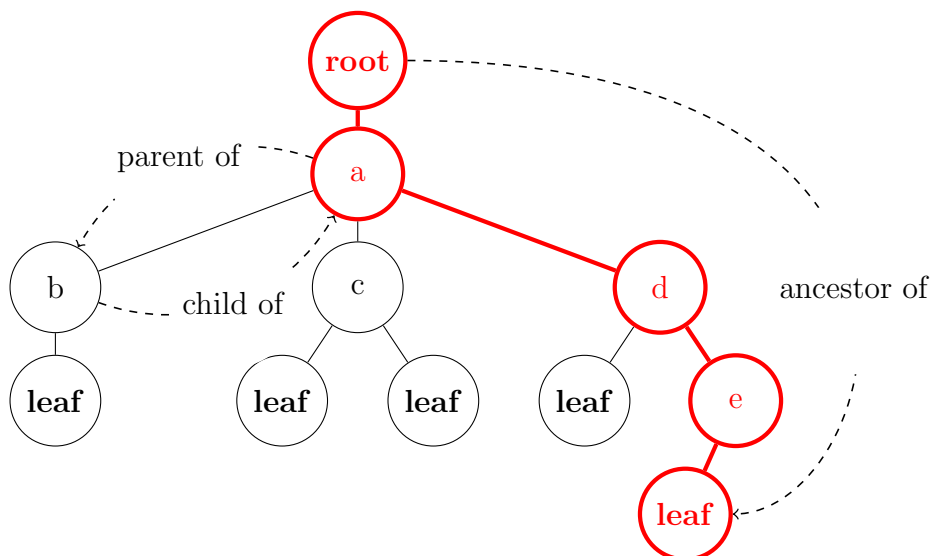 root
parent of
a
b
child of
c
d
ancestor of
leaf
leaf
leaf
leaf
e
leaf